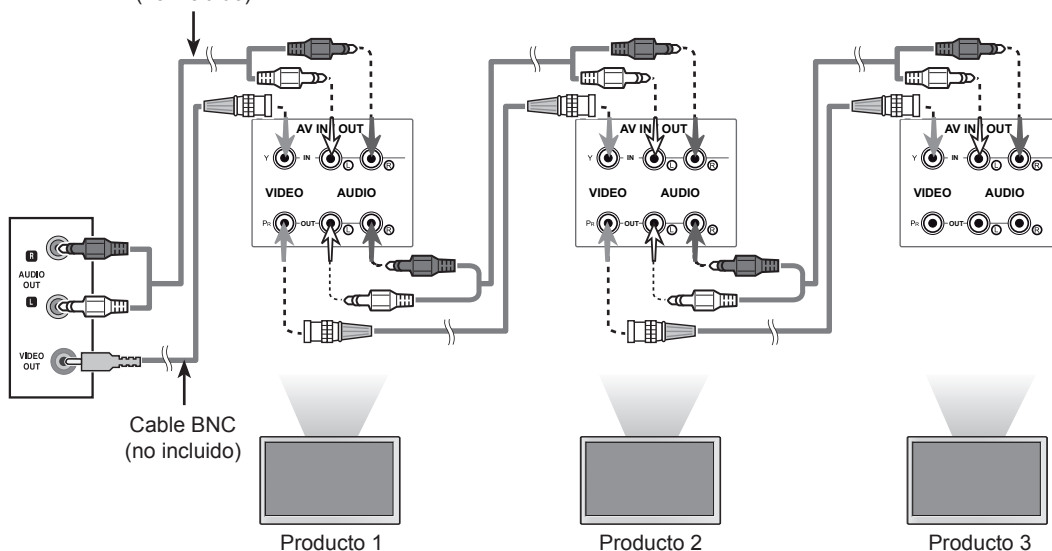 AV IN OUT
Y IN L R
VIDEO AUDIO
PR OUT L R
AV IN OUT
Y IN L R
VIDEO AUDIO
PR OUT L R
AV IN OUT
Y IN L R
VIDEO AUDIO
PR OUT L R
R
AUDIO
OUT
L
VIDEO
OUT
Cable BNC
(no incluido)
Producto 1
Producto 2
Producto 3